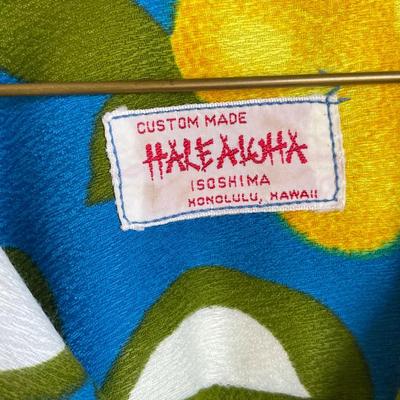 CUSTOM MADE
HALE ALOHA
ISOSHIMA
HONOLULU, HAWAII